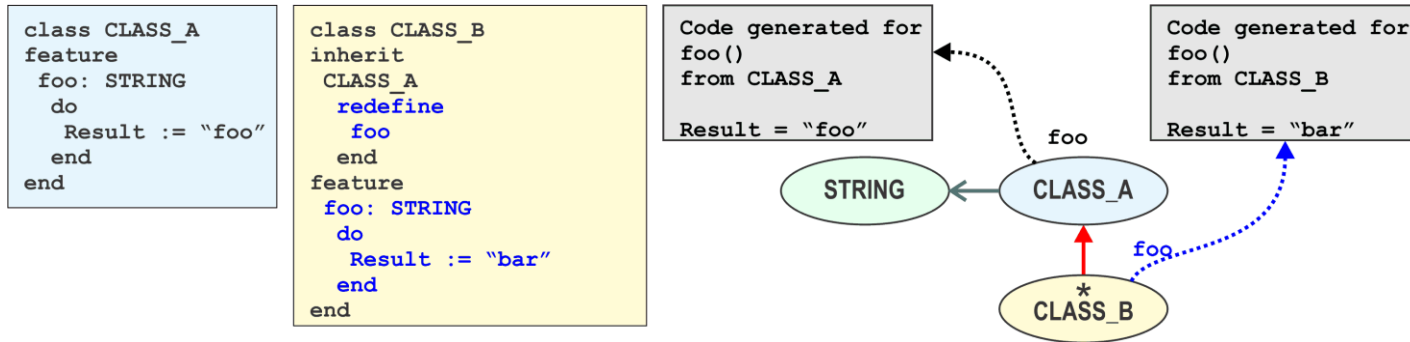 class CLASS_A
feature
foo: STRING
do
Result := “foo”
end
end
class CLASS_B
inherit
CLASS_A
redefine
foo
end
feature
foo: STRING
do
Result := “bar”
end
end
Code generated for
foo()
from CLASS_A
Result = “foo”
Code generated for
foo()
from CLASS_B
Result = “bar”
foo
STRING
CLASS_A
foo
*
CLASS_B